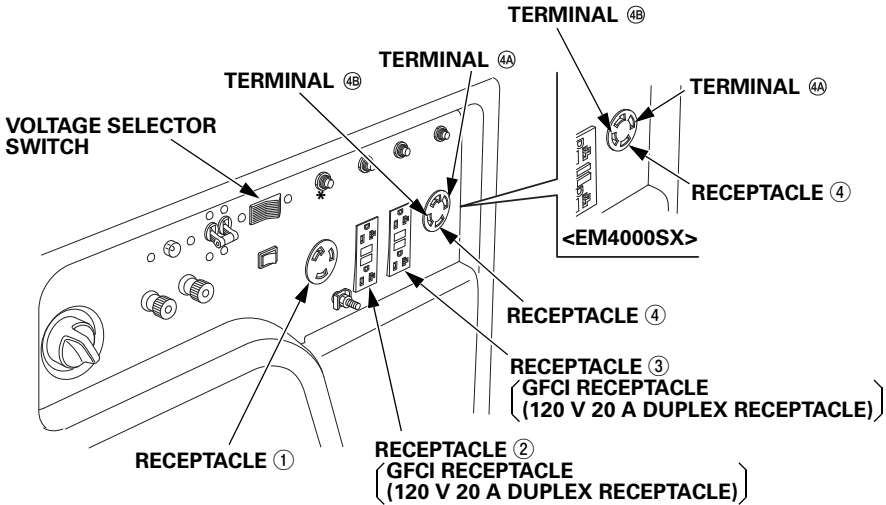 TERMINAL 4B
TERMINAL 4A
TERMINAL 4B
TERMINAL 4A
VOLTAGE SELECTOR
SWITCH
*
RECEPTACLE ④
<EM4000SX>
RECEPTACLE ④
RECEPTACLE ③
GFCI RECEPTACLE
(120 V 20 A DUPLEX RECEPTACLE)
RECEPTACLE ①
RECEPTACLE ②
GFCI RECEPTACLE
(120 V 20 A DUPLEX RECEPTACLE)